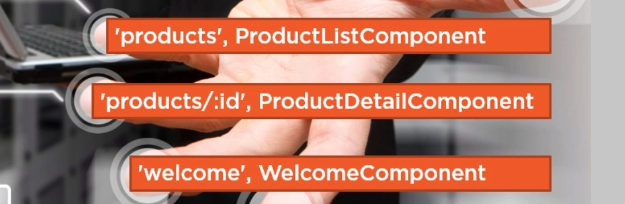 'products', ProductListComponent
'products/:id', ProductDetailComponent
'welcome', WelcomeComponent